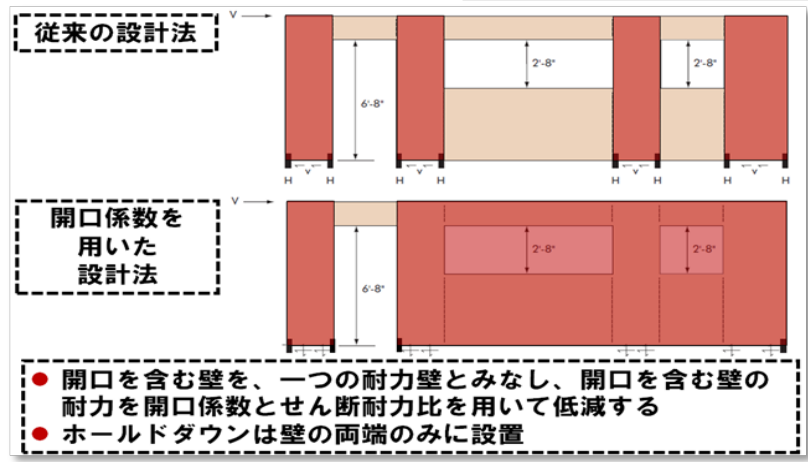 従来の設計法
V
6'-8"
2'-8"
2'-8"
V V V V
H H H H H H H H
開口係数を
用いた
設計法
V
6'-8"
2'-8"
2'-8"
● 開口を含む壁を、一つの耐力壁とみなし、開口を含む壁の
耐力を開口係数とせん断耐力比を用いて低減する
● ホールドダウンは壁の両端のみに設置